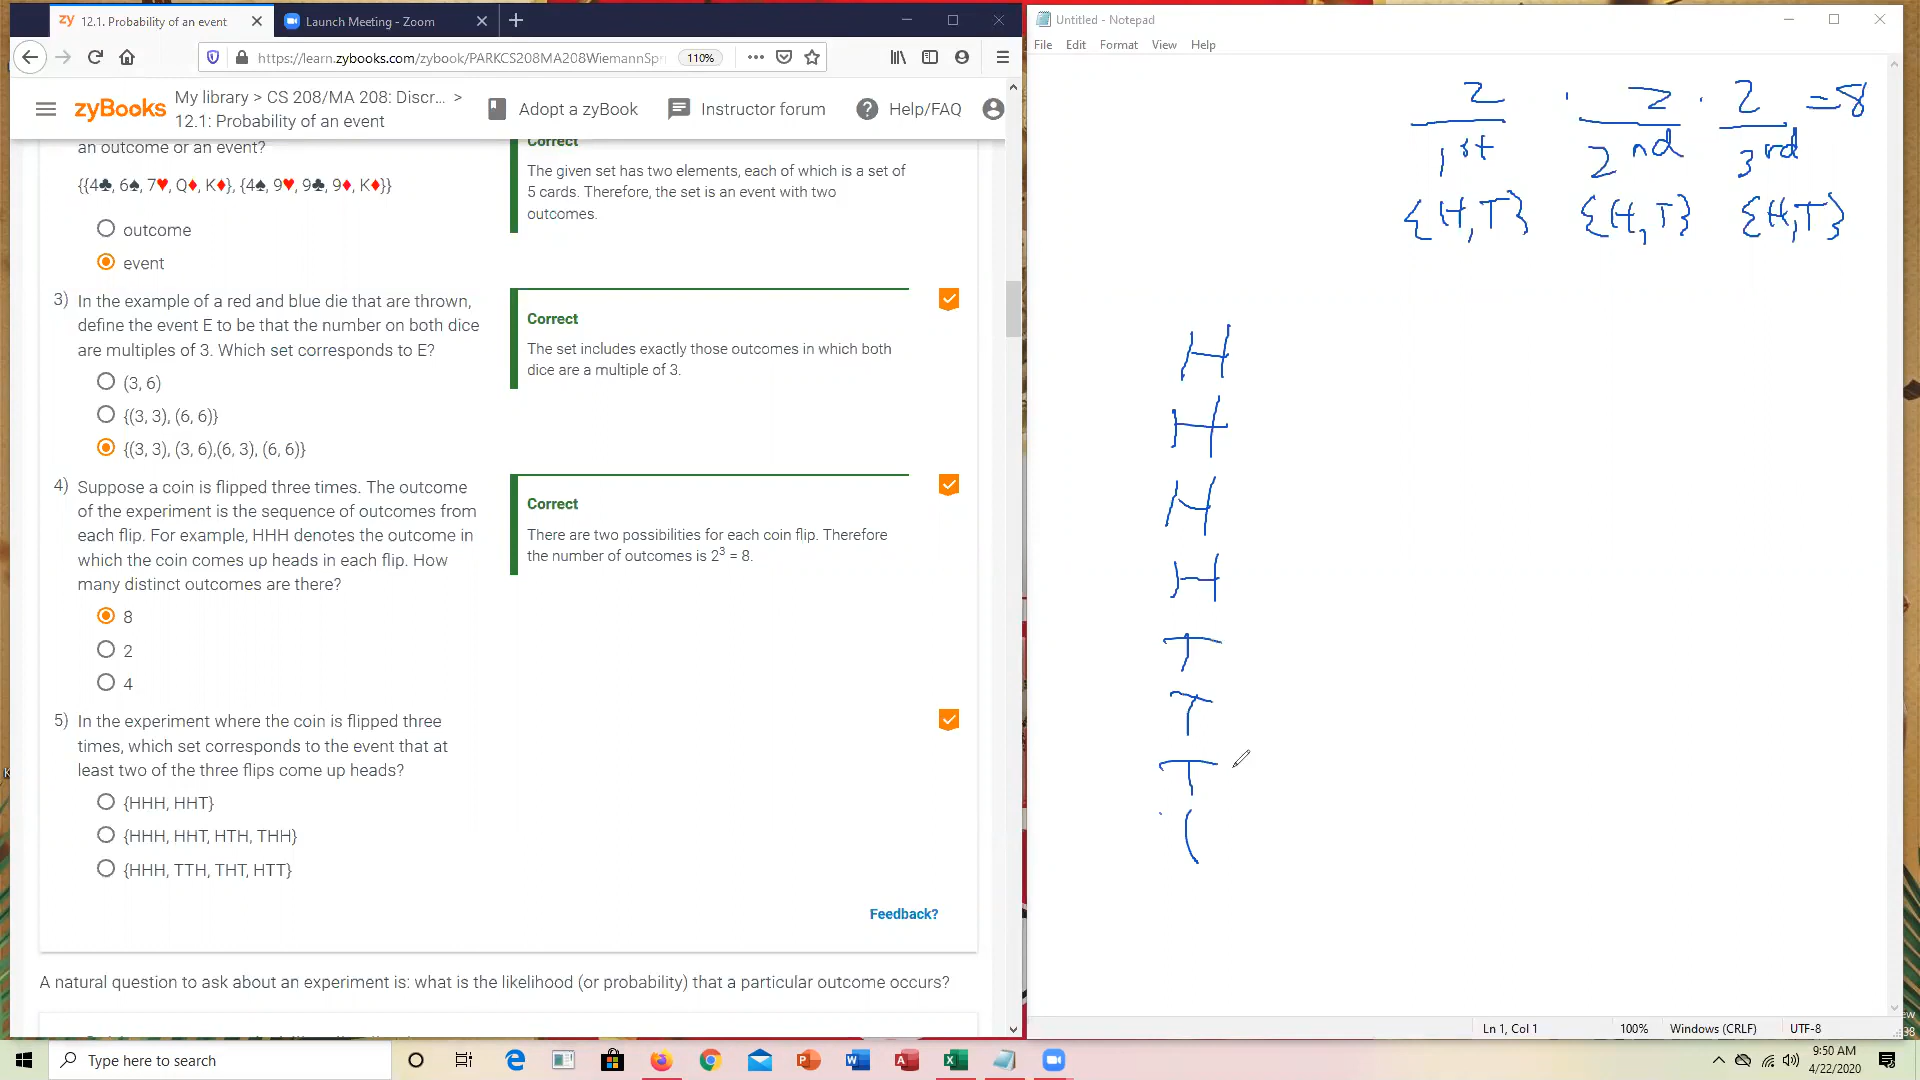 12.1. Probability of an event
Launch Meeting - Zoom
https://learn.zybooks.com/zybook/PARKCS208MA208WiemannSpr
110%
zyBooks
My library > CS 208/MA 208: Discr... >
12.1: Probability of an event
Adopt a zyBook
Instructor forum
Help/FAQ
an outcome or an event?
{{4♣, 6♠, 7♥, Q♦, K♦}, {4♠, 9♥, 9♣, 9♦, K♦}}
outcome
event
Correct
The given set has two elements, each of which is a set of
5 cards. Therefore, the set is an event with two
outcomes.
3) In the example of a red and blue die that are thrown,
define the event E to be that the number on both dice
are multiples of 3. Which set corresponds to E?
(3, 6)
{(3, 3), (6, 6)}
{(3, 3), (3, 6),(6, 3), (6, 6)}
Correct
The set includes exactly those outcomes in which both
dice are a multiple of 3.
4) Suppose a coin is flipped three times. The outcome
of the experiment is the sequence of outcomes from
each flip. For example, HHH denotes the outcome in
which the coin comes up heads in each flip. How
many distinct outcomes are there?
8
2
4
Correct
There are two possibilities for each coin flip. Therefore
the number of outcomes is 2³ = 8.
5) In the experiment where the coin is flipped three
times, which set corresponds to the event that at
least two of the three flips come up heads?
{HHH, HHT}
{HHH, HHT, HTH, THH}
{HHH, TTH, THT, HTT}
Feedback?
A natural question to ask about an experiment is: what is the likelihood (or probability) that a particular outcome occurs?
Untitled - Notepad
File Edit Format View Help
2 · 2 · 2 = 8
1st 2nd 3rd
{H,T} {H,T} {H,T}
H
H
H
H
T
T
T
(
Ln 1, Col 1
100%
Windows (CRLF)
UTF-8
Type here to search
9:50 AM
4/22/2020